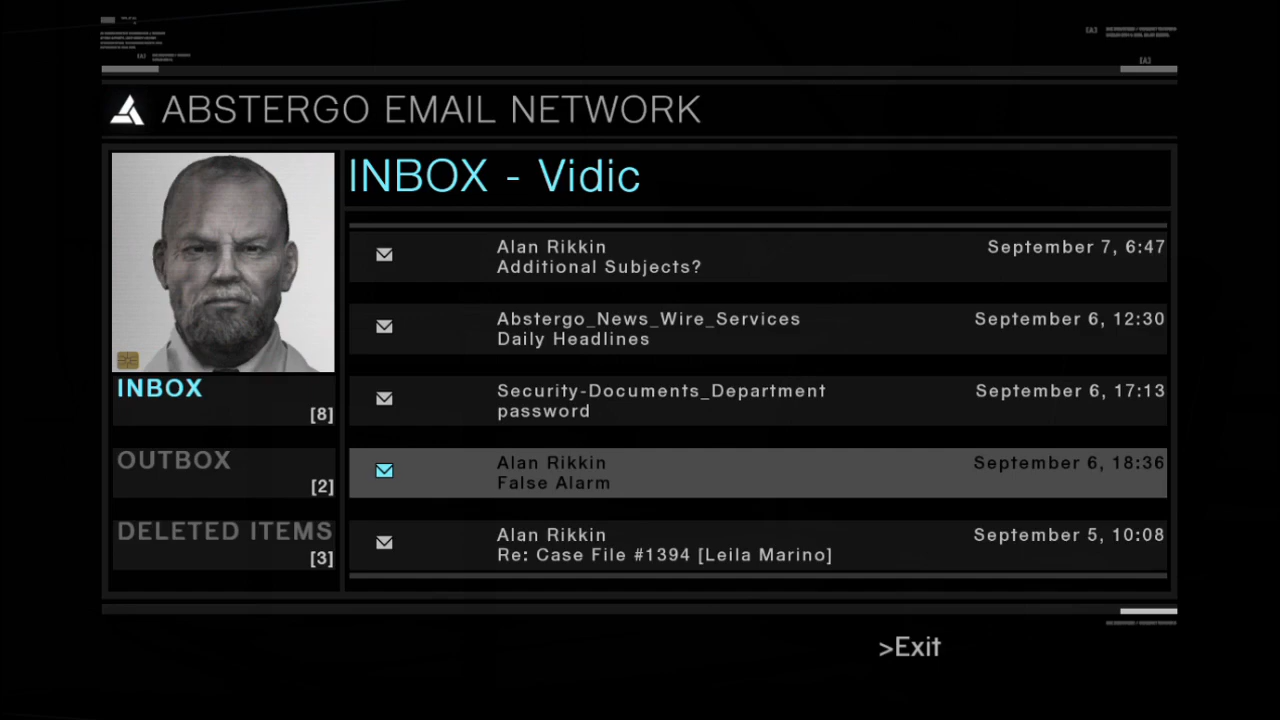 ABSTERGO EMAIL NETWORK
INBOX - Vidic
Alan Rikkin
September 7, 6:47
Additional Subjects?
Abstergo_News_Wire_Services
September 6, 12:30
Daily Headlines
Security-Documents_Department
September 6, 17:13
password
Alan Rikkin
September 6, 18:36
False Alarm
Alan Rikkin
September 5, 10:08
Re: Case File #1394 [Leila Marino]
INBOX
[8]
OUTBOX
[2]
DELETED ITEMS
[3]
>Exit